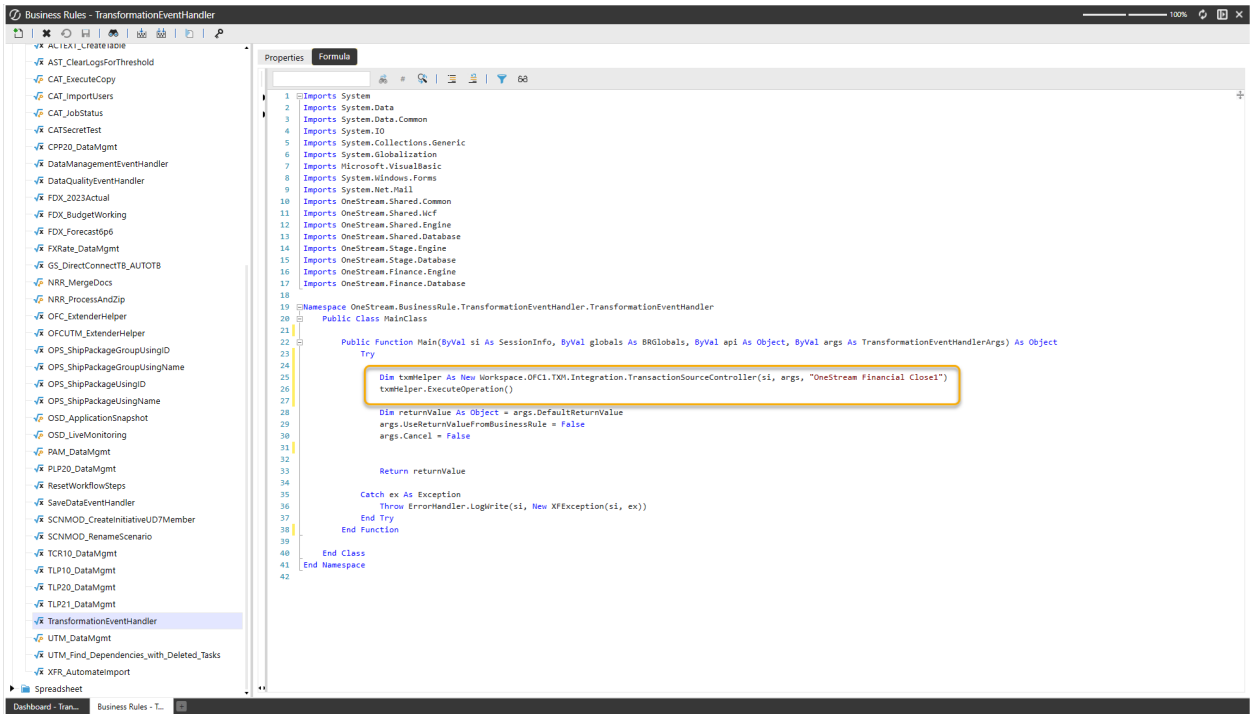 Business Rules - TransformationEventHandler
100%
ACTEXT_CreateTable
AST_ClearLogsForThreshold
CAT_ExecuteCopy
CAT_ImportUsers
CAT_JobStatus
CATSecretTest
CPP20_DataMgmt
DataManagementEventHandler
DataQualityEventHandler
FDX_2023Actual
FDX_BudgetWorking
FDX_Forecast6p6
FXRate_DataMgmt
GS_DirectConnectTB_AUTOTB
NRR_MergeDocs
NRR_ProcessAndZip
OFC_ExtenderHelper
OFCUTM_ExtenderHelper
OPS_ShipPackageGroupUsingID
OPS_ShipPackageGroupUsingName
OPS_ShipPackageUsingID
OPS_ShipPackageUsingName
OSD_ApplicationSnapshot
OSD_LiveMonitoring
PAM_DataMgmt
PLP20_DataMgmt
ResetWorkflowSteps
SaveDataEventHandler
SCNMOD_CreateInitiativeUD7Member
SCNMOD_RenameScenario
TCR10_DataMgmt
TLP10_DataMgmt
TLP20_DataMgmt
TLP21_DataMgmt
TransformationEventHandler
UTM_DataMgmt
UTM_Find_Dependencies_with_Deleted_Tasks
XFR_AutomateImport
Spreadsheet
Properties Formula
1 Imports System
2 Imports System.Data
3 Imports System.Data.Common
4 Imports System.IO
5 Imports System.Collections.Generic
6 Imports System.Globalization
7 Imports Microsoft.VisualBasic
8 Imports System.Windows.Forms
9 Imports System.Net.Mail
10 Imports OneStream.Shared.Common
11 Imports OneStream.Shared.Wcf
12 Imports OneStream.Shared.Engine
13 Imports OneStream.Shared.Database
14 Imports OneStream.Stage.Engine
15 Imports OneStream.Stage.Database
16 Imports OneStream.Finance.Engine
17 Imports OneStream.Finance.Database
18
19 Namespace OneStream.BusinessRule.TransformationEventHandler.TransformationEventHandler
20 Public Class MainClass
21
22 Public Function Main(ByVal si As SessionInfo, ByVal globals As BRGlobals, ByVal api As Object, ByVal args As TransformationEventHandlerArgs) As Object
23 Try
24
25 Dim txmHelper As New Workspace.OFC1.TXM.Integration.TransactionSourceController(si, args, "OneStream Financial Close1")
26 txmHelper.ExecuteOperation()
27
28 Dim returnValue As Object = args.DefaultReturnValue
29 args.UseReturnValueFromBusinessRule = False
30 args.Cancel = False
31
32
33 Return returnValue
34
35 Catch ex As Exception
36 Throw ErrorHandler.LogWrite(si, New XFException(si, ex))
37 End Try
38 End Function
39
40 End Class
41 End Namespace
42
Dashboard - Tran... Business Rules - T...